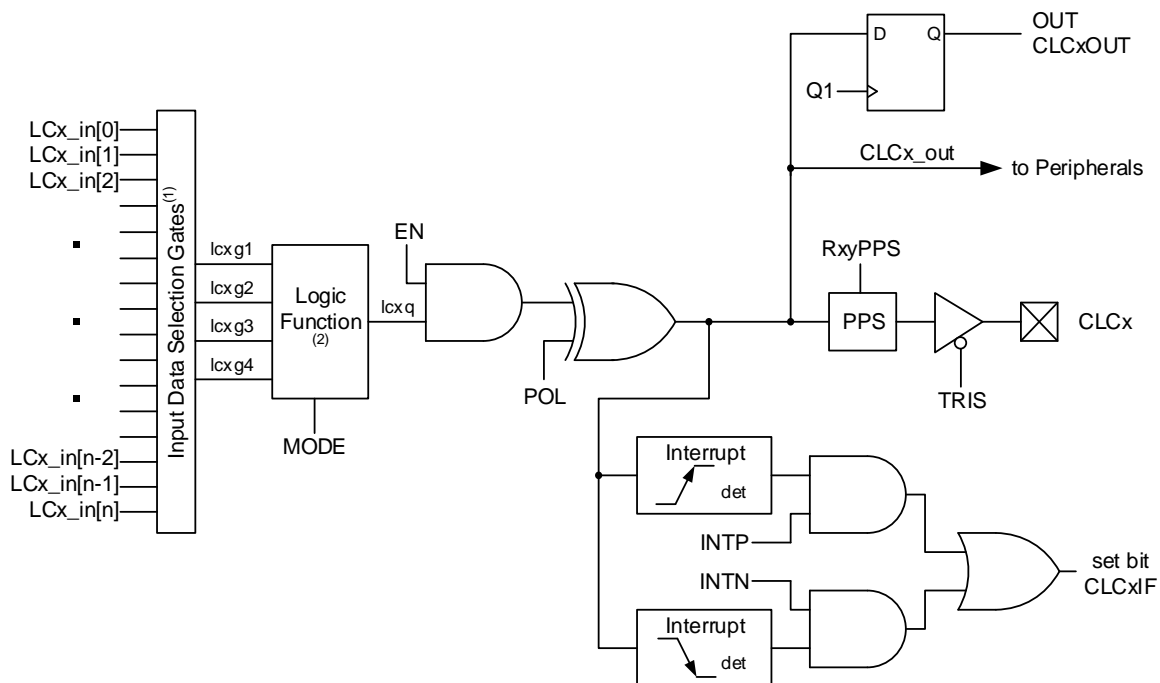 OUT
CLCxOUT
D
Q
Q1
CLCx_out
to Peripherals
LCx_in[0]
LCx_in[1]
LCx_in[2]
Input Data Selection Gates(1)
lcxg1
lcxg2
lcxg3
lcxg4
Logic
Function
(2)
MODE
lcxq
EN
POL
RxyPPS
PPS
CLCx
TRIS
LCx_in[n-2]
LCx_in[n-1]
LCx_in[n]
Interrupt
det
INTP
INTN
Interrupt
det
set bit
CLCxIF